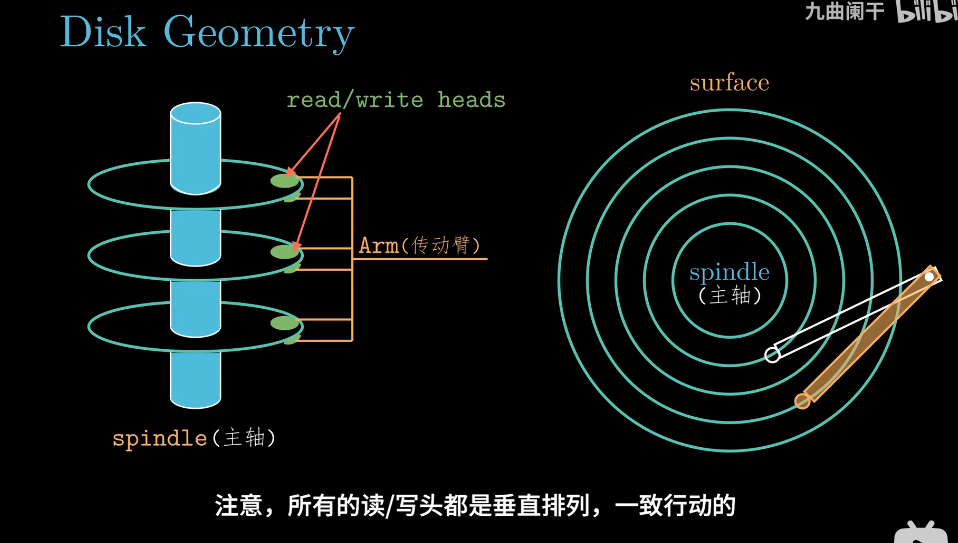 九曲阑干 bilibi
Disk Geometry
surface
read/write heads
Arm(传动臂)
spindle
(主轴)
spindle(主轴)
注意，所有的读/写头都是垂直排列，一致行动的